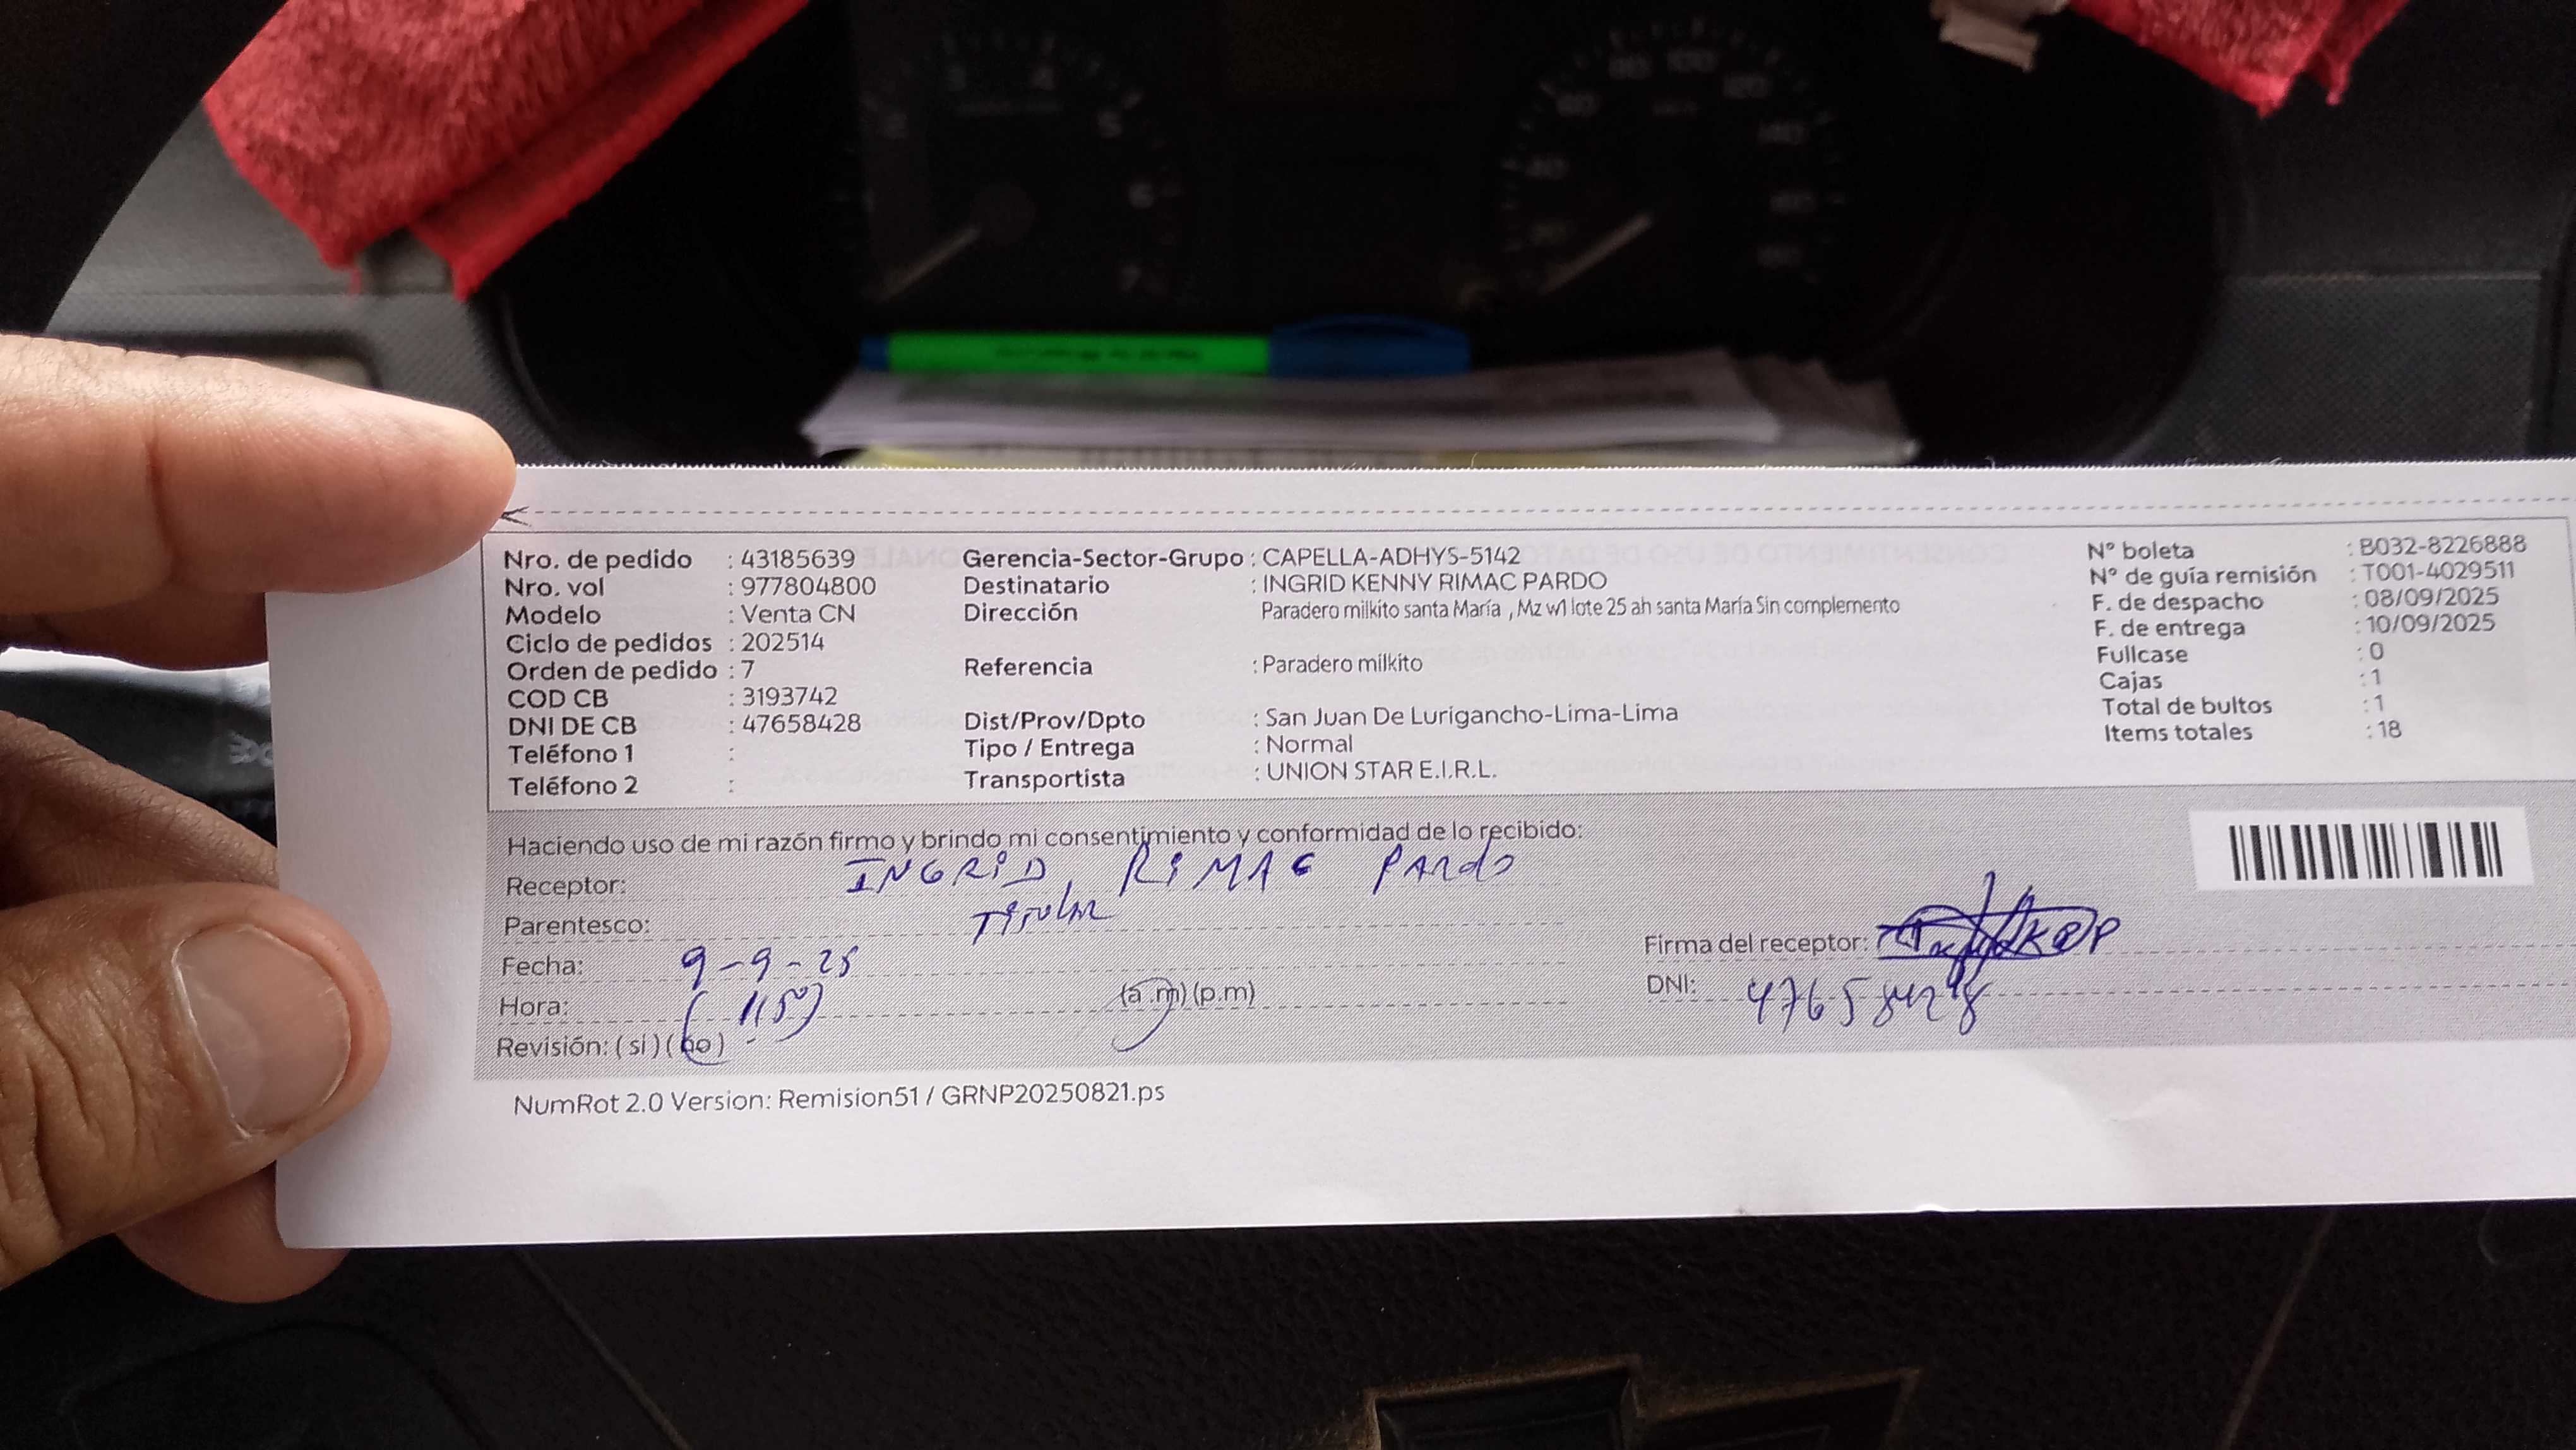 Nro. de pedido : 43185639
Nro. vol : 977804800
Modelo : Venta CN
Ciclo de pedidos : 202514
Orden de pedido : 7
COD CB : 3193742
DNI DE CB : 47658428
Teléfono 1 :
Teléfono 2 :
Gerencia-Sector-Grupo : CAPELLA-ADHYS-5142
Destinatario : INGRID KENNY RIMAC PARDO
Dirección Paradero milkito santa María , Mz w1 lote 25 ah santa María Sin complemento
Referencia : Paradero milkito
Dist/Prov/Dpto : San Juan De Lurigancho-Lima-Lima
Tipo / Entrega : Normal
Transportista : UNION STAR E.I.R.L.
N° boleta : B032-8226888
N° de guía remisión : T001-4029511
F. de despacho : 08/09/2025
F. de entrega : 10/09/2025
Fullcase : 0
Cajas : 1
Total de bultos : 1
Items totales : 18
Haciendo uso de mi razón firmo y brindo mi consentimiento y conformidad de lo recibido:
Receptor: INGRID RIMAC PARDO
Parentesco: Titular
Fecha: 9-9-25
Hora: (1150) (a.m) (p.m)
Revisión: ( si ) ( no )
Firma del receptor:
DNI: 47658428
NumRot 2.0 Version: Remision51 / GRNP20250821.ps